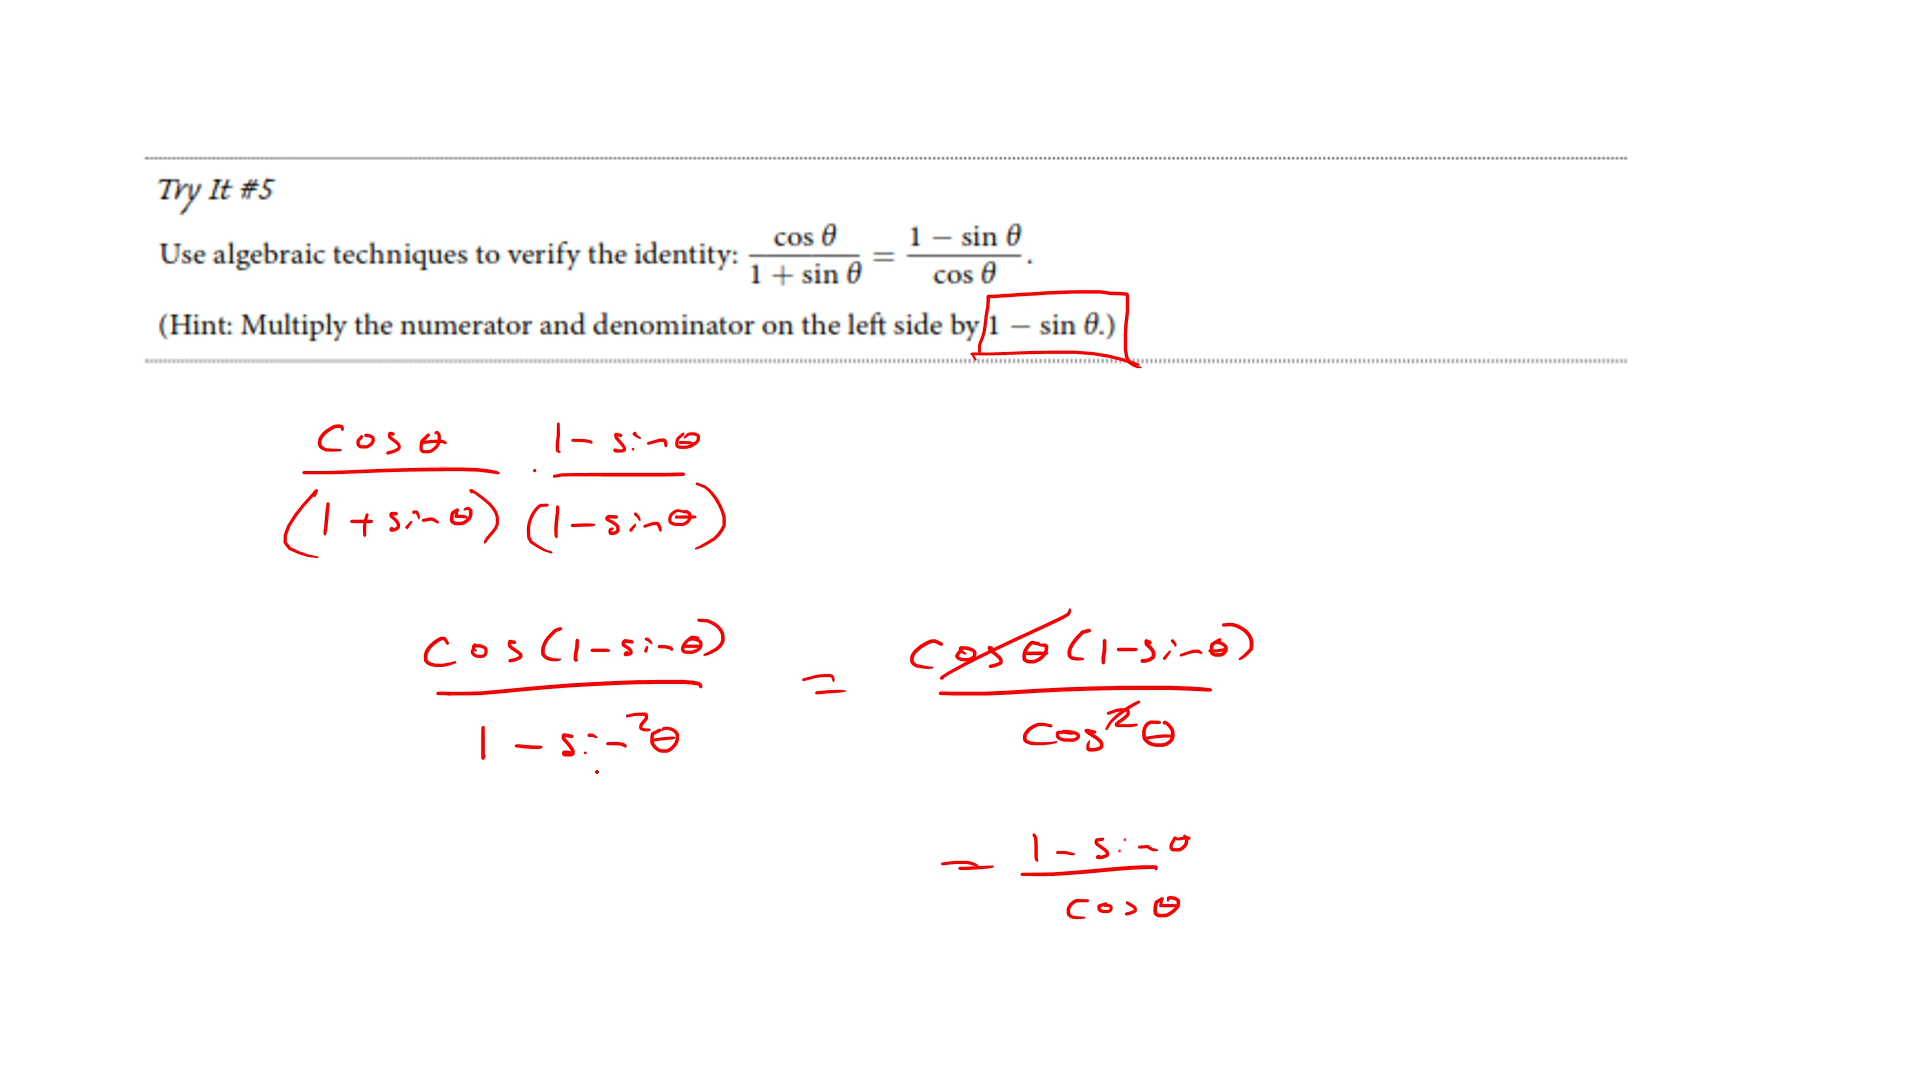 Try It #5
Use algebraic techniques to verify the identity: cos θ / 1 + sin θ = 1 − sin θ / cos θ.
(Hint: Multiply the numerator and denominator on the left side by 1 − sin θ.)
cos θ / (1 + sin θ) · 1 − sin θ / (1 − sin θ)
cos(1 − sin θ) / 1 − sin²θ = cos θ(1 − sin θ) / cos²θ
= 1 − sin θ / cos θ